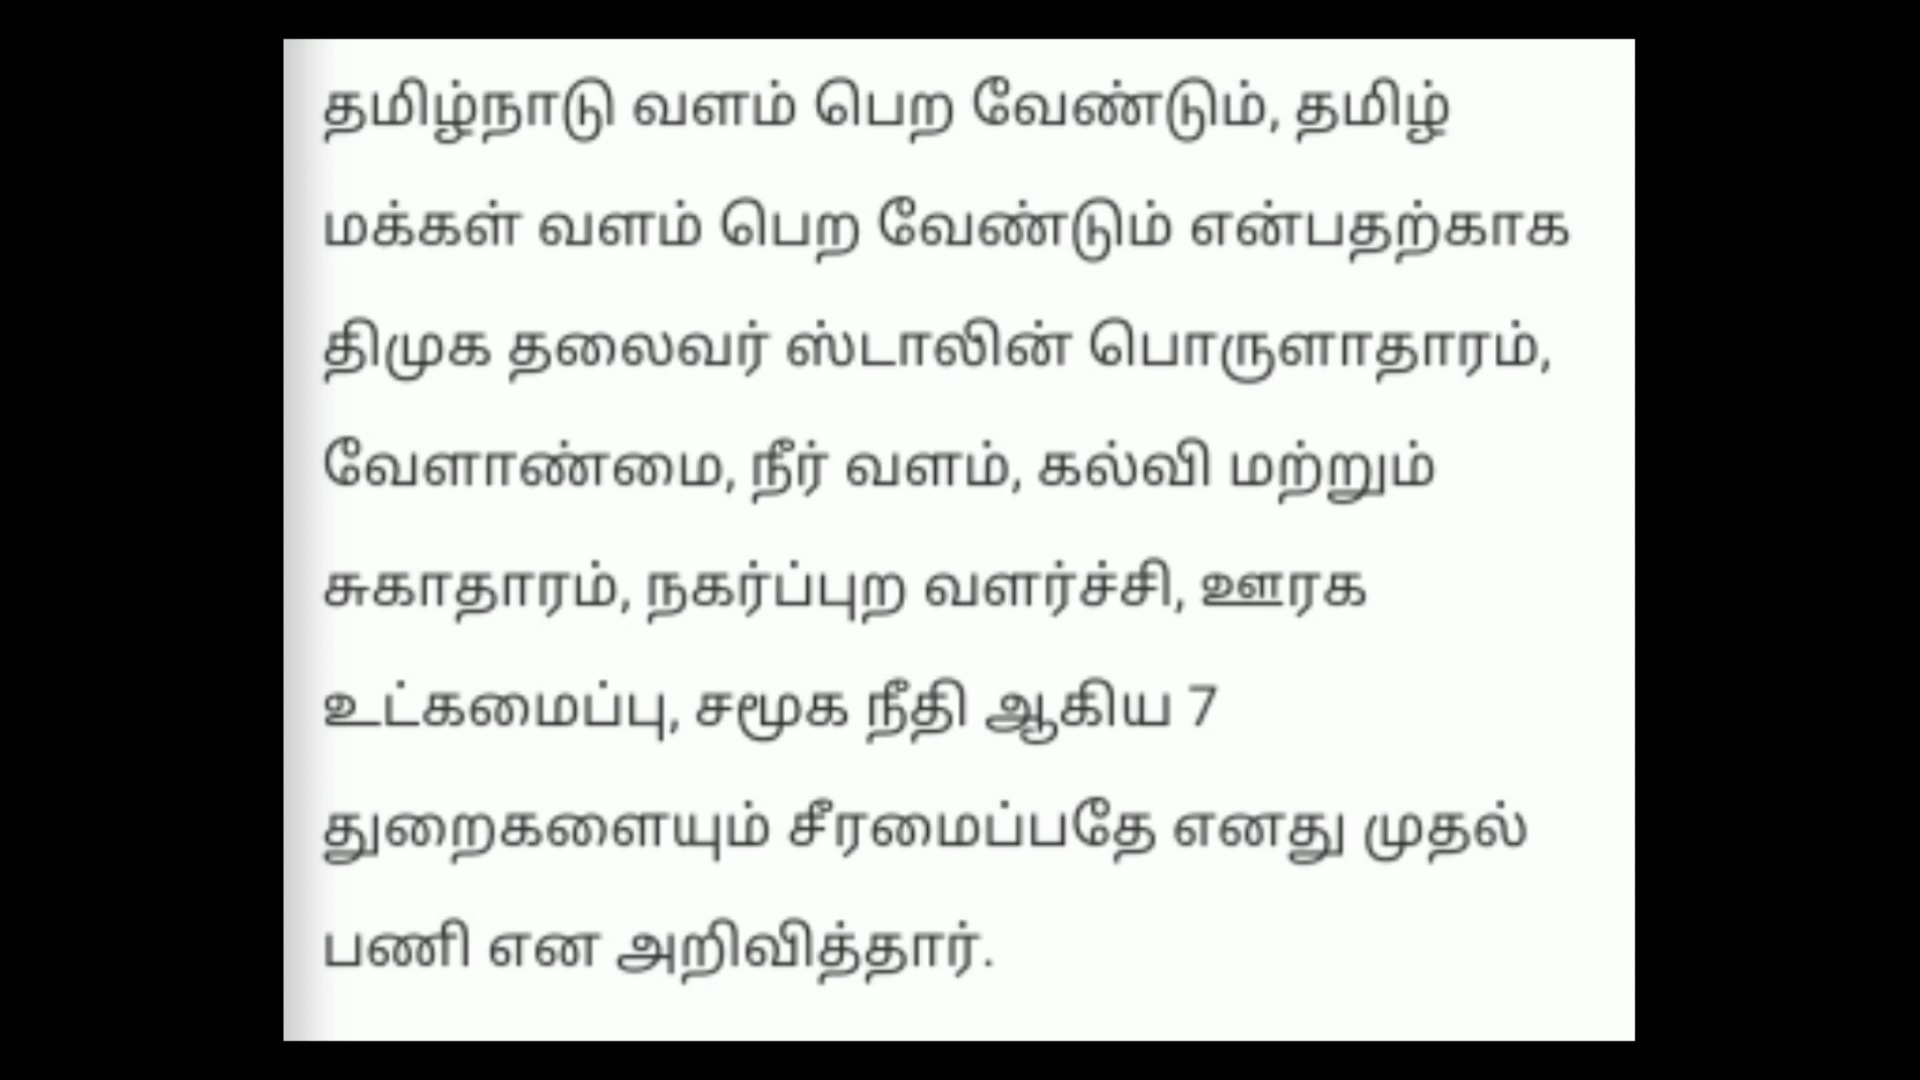 தமிழ்நாடு வளம் பெற வேண்டும், தமிழ்
மக்கள் வளம் பெற வேண்டும் என்பதற்காக
திமுக தலைவர் ஸ்டாலின் பொருளாதாரம்,
வேளாண்மை, நீர் வளம், கல்வி மற்றும்
சுகாதாரம், நகர்ப்புற வளர்ச்சி, ஊரக
உட்கமைப்பு, சமூக நீதி ஆகிய 7
துறைகளையும் சீரமைப்பதே எனது முதல்
பணி என அறிவித்தார்.